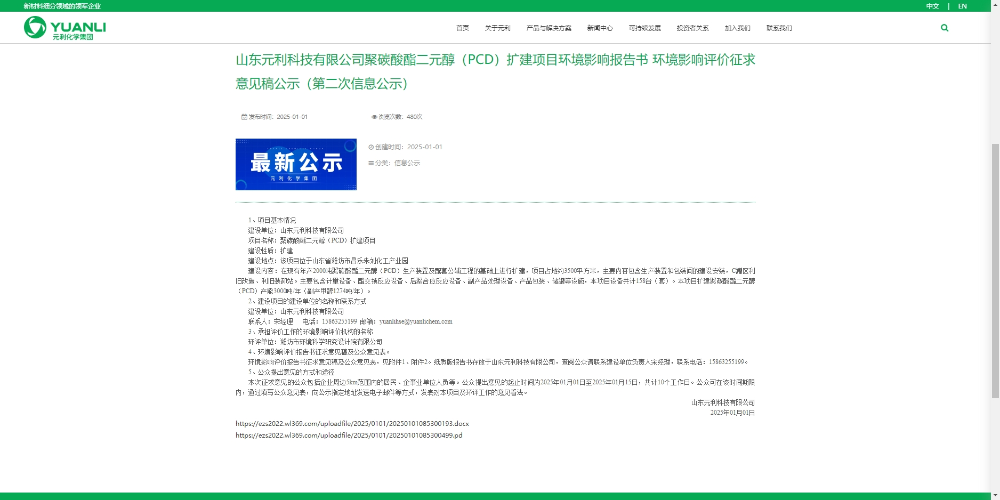 新材料细分领域的领军企业
中文 | EN
YUANLI
元利化学集团
首页 关于元利 产品与解决方案 新闻中心 可持续发展 投资者关系 加入我们 联系我们
山东元利科技有限公司聚碳酸酯二元醇（PCD）扩建项目环境影响报告书 环境影响评价征求
意见稿公示（第二次信息公示）
发布时间：2025-01-01 浏览次数：480次
最新公示
元利化学集团
创建时间：2025-01-01
分类：信息公示
1、项目基本情况
建设单位：山东元利科技有限公司
项目名称：聚碳酸酯二元醇（PCD）扩建项目
建设性质：扩建
建设地点：该项目位于山东省潍坊市昌乐朱刘化工产业园
建设内容：在现有年产2000吨聚碳酸酯二元醇（PCD）生产装置及配套公辅工程的基础上进行扩建，项目占地约3500平方米，主要内容包含生产装置和包装间的建设安装，C罐区利
旧改造、利旧装卸站。主要包含计量设备、酯交换反应设备、后聚合应反应设备、副产品处理设备、产品包装、储罐等设施，本项目设备共计158台（套）。本项目扩建聚碳酸酯二元醇
（PCD）产能3000吨/年（副产甲醇1274吨/年）。
2、建设项目的建设单位的名称和联系方式
建设单位：山东元利科技有限公司
联系人：宋经理 电话：15863255199 邮箱：yuanlihse@yuanlichem.com
3、承担评价工作的环境影响评价机构的名称
环评单位：潍坊市环境科学研究设计院有限公司
4、环境影响评价报告书征求意见稿及公众意见表。
环境影响评价报告书征求意见稿及公众意见表，见附件1、附件2。纸质版报告书存放于山东元利科技有限公司，查阅公众请联系建设单位负责人宋经理，联系电话：15863255199。
5、公众提出意见的方式和途径
本次征求意见的公众包括企业周边5km范围内的居民、企事业单位人员等。公众提出意见的起止时间为2025年01月01日至2025年01月15日，共计10个工作日。公众可在该时间期限
内，通过填写公众意见表，向公示指定地址发送电子邮件等方式，发表对本项目及环评工作的意见看法。
山东元利科技有限公司
2025年01月01日
https://ezs2022.wl369.com/uploadfile/2025/0101/20250101085300193.docx
https://ezs2022.wl369.com/uploadfile/2025/0101/20250101085300499.pd